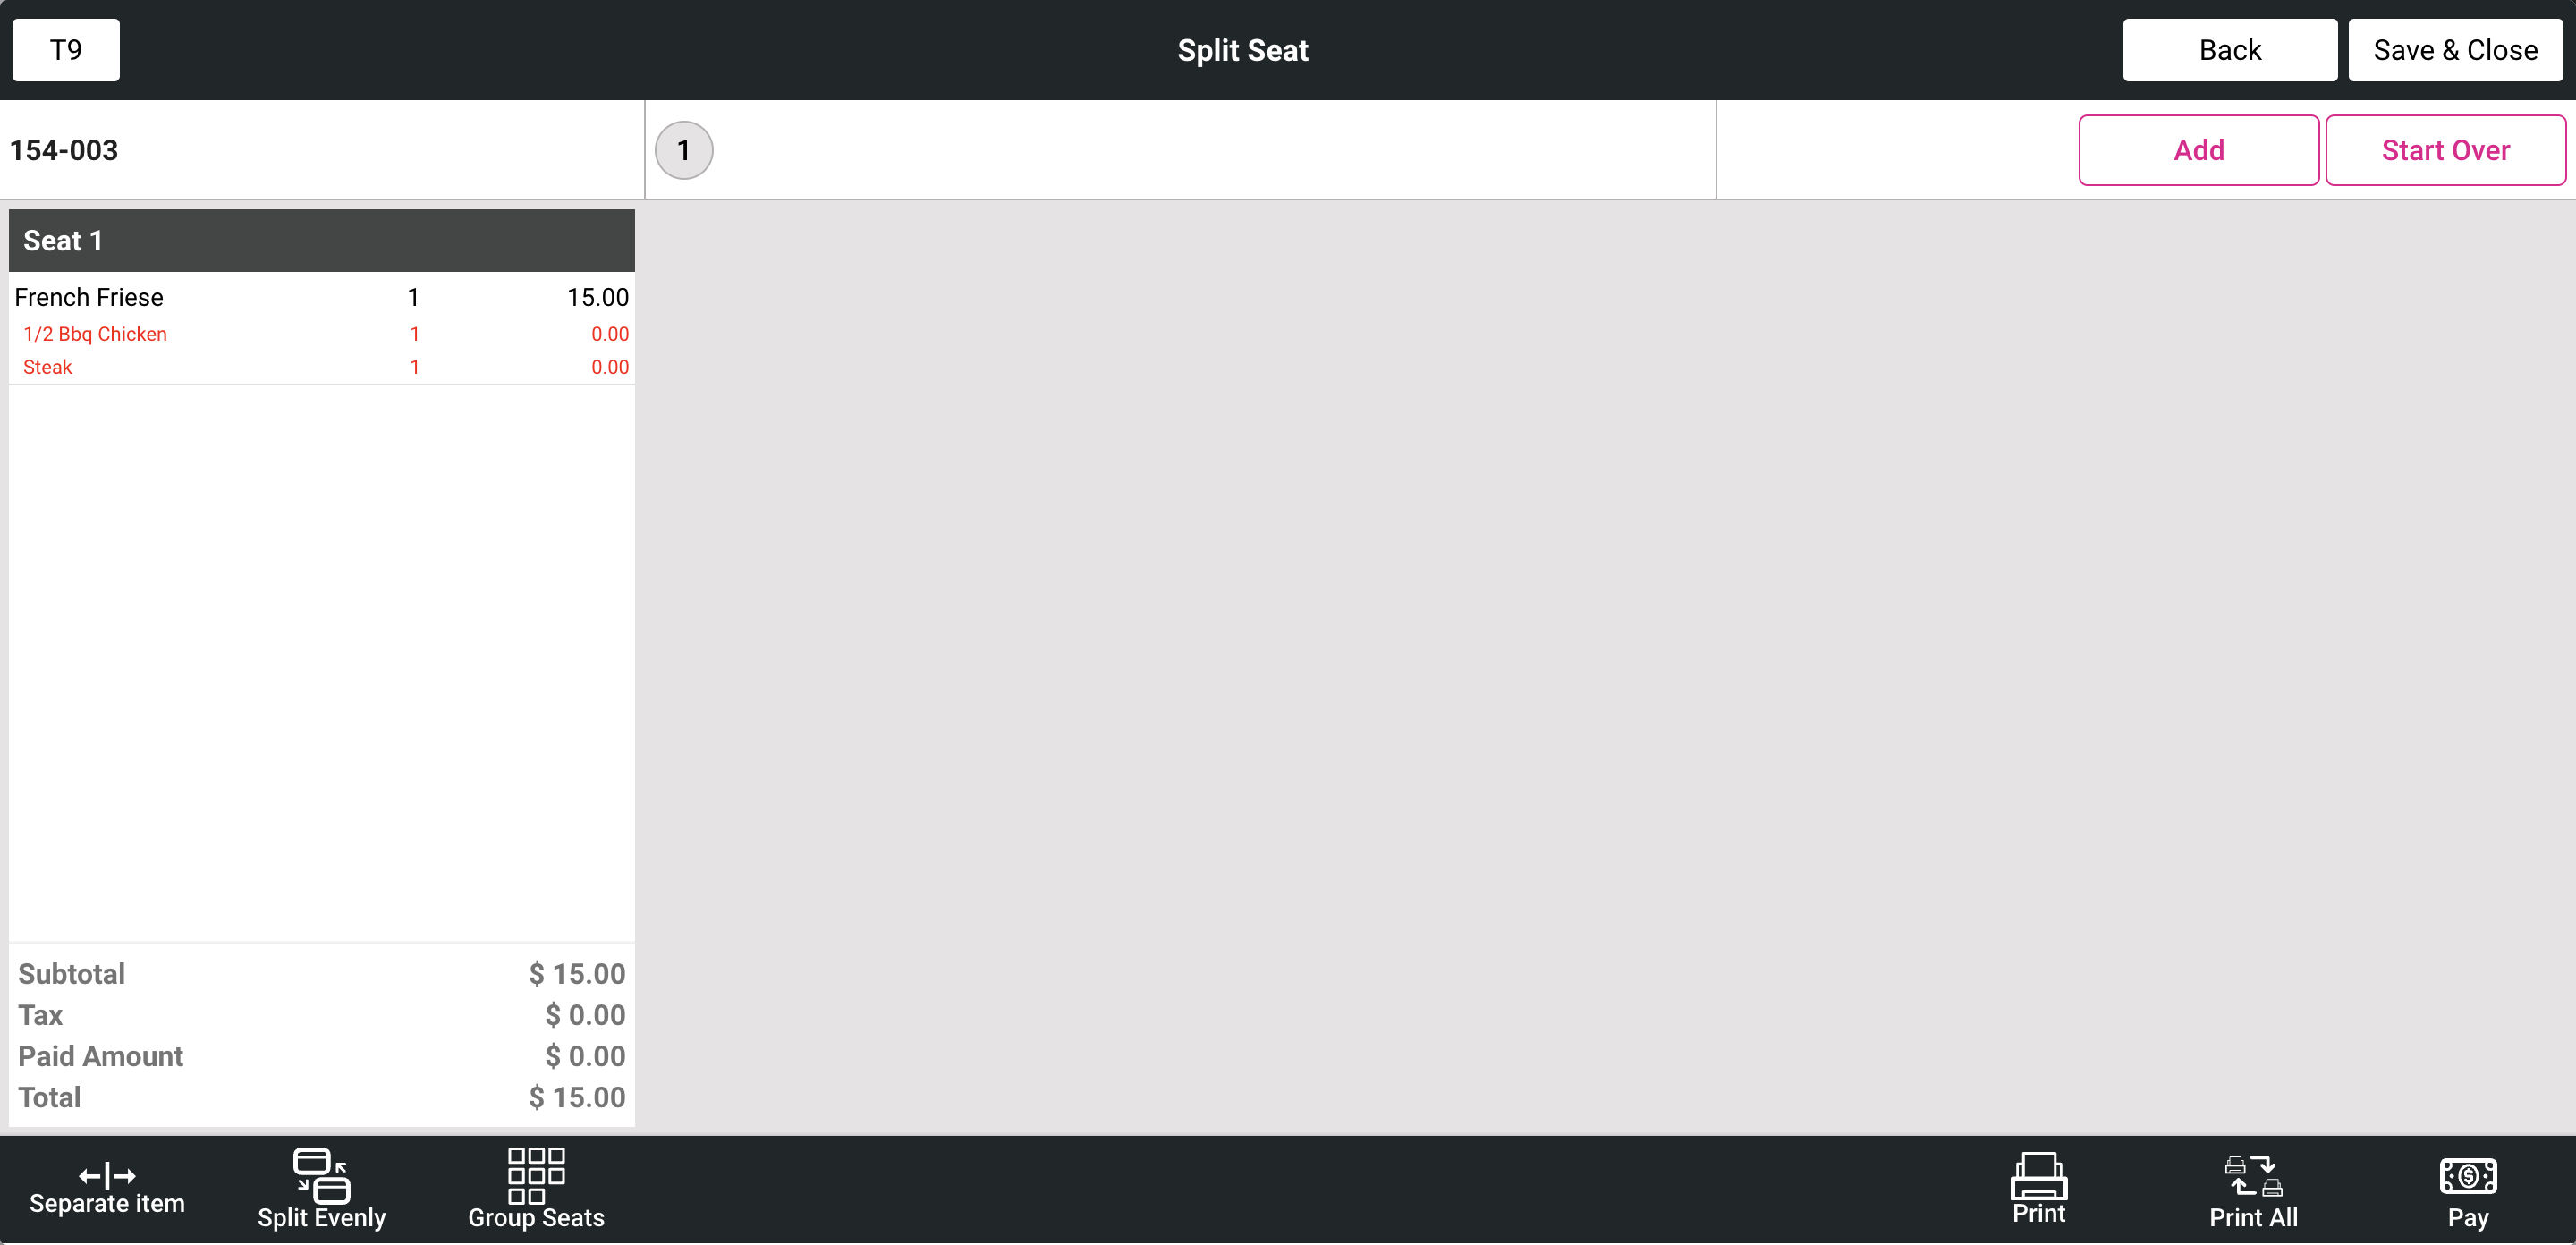 T9 Split Seat Back Save & Close
154-003 1 Add Start Over
Seat 1
French Friese 1 15.00
1/2 Bbq Chicken 1 0.00
Steak 1 0.00
Subtotal $ 15.00
Tax $ 0.00
Paid Amount $ 0.00
Total $ 15.00
Separate item Split Evenly Group Seats Print Print All Pay